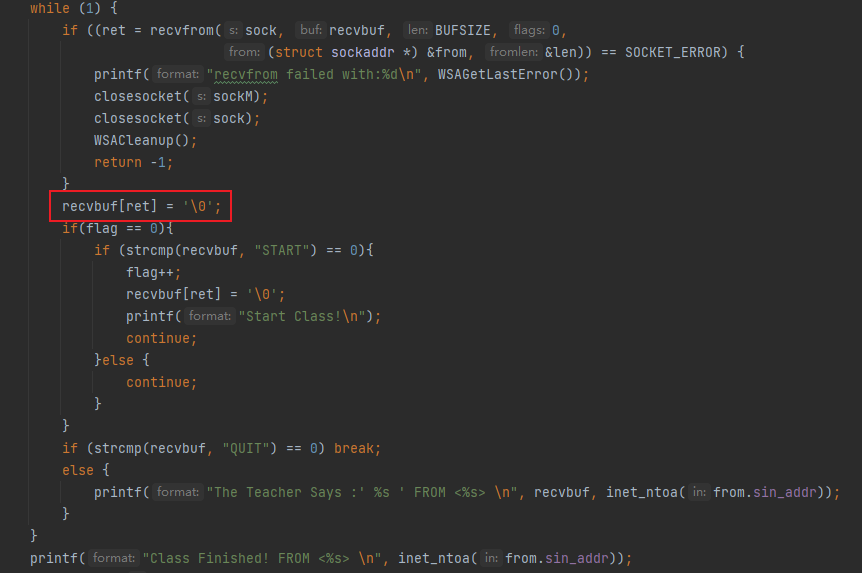 while (1) {
if ((ret = recvfrom( s: sock, buf: recvbuf, len: BUFSIZE, flags: 0,
from: (struct sockaddr *) &from, fromlen: &len)) == SOCKET_ERROR) {
printf( format: "recvfrom failed with:%d\n", WSAGetLastError());
closesocket( s: sockM);
closesocket( s: sock);
WSACleanup();
return -1;
}
recvbuf[ret] = '\0';
if(flag == 0){
if (strcmp(recvbuf, "START") == 0){
flag++;
recvbuf[ret] = '\0';
printf( format: "Start Class!\n");
continue;
}else {
continue;
}
}
if (strcmp(recvbuf, "QUIT") == 0) break;
else {
printf( format: "The Teacher Says :' %s ' FROM <%s> \n", recvbuf, inet_ntoa( in: from.sin_addr));
}
}
printf( format: "Class Finished! FROM <%s> \n", inet_ntoa( in: from.sin_addr));